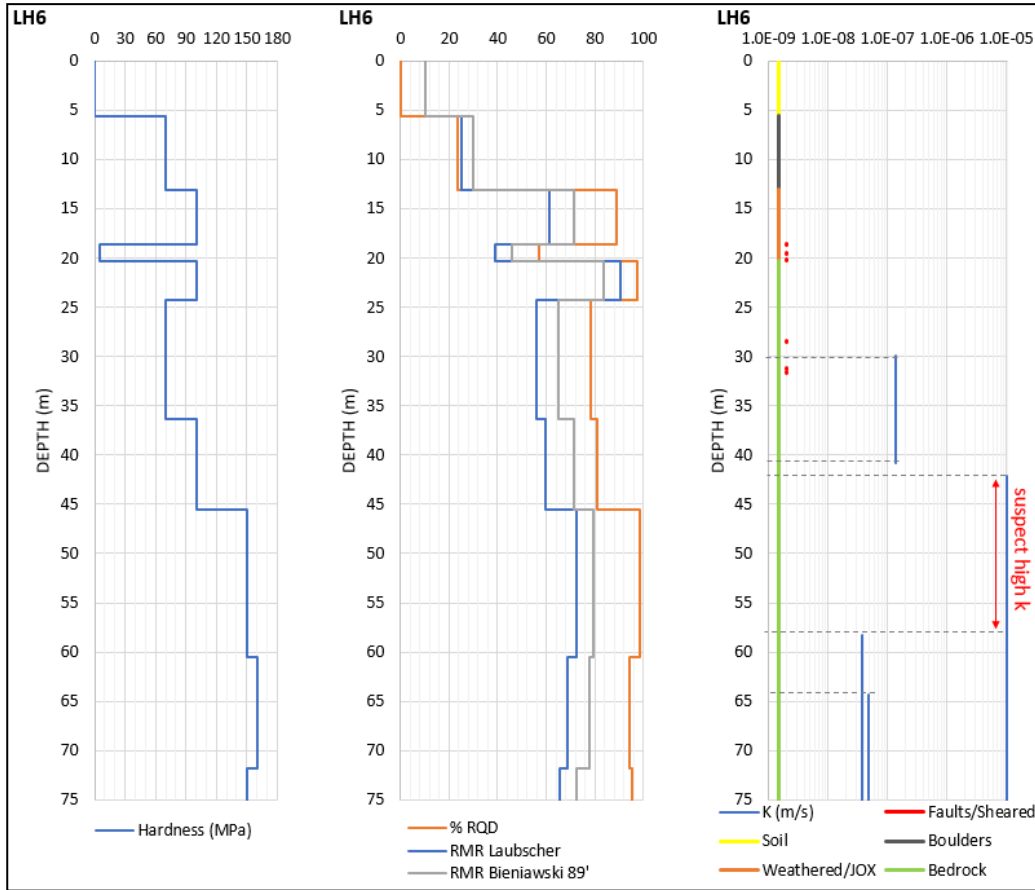 LH6
0 30 60 90 120 150 180
0
5
10
15
20
25
30
35
40
45
50
55
60
65
70
75
DEPTH (m)
Hardness (MPa)
LH6
0 20 40 60 80 100
0
5
10
15
20
25
30
35
40
45
50
55
60
65
70
75
DEPTH (m)
% RQD
RMR Laubscher
RMR Bieniawski 89'
LH6
1.0E-09 1.0E-08 1.0E-07 1.0E-06 1.0E-05
0
5
10
15
20
25
30
35
40
45
50
55
60
65
70
75
DEPTH (m)
suspect high k
K (m/s) Faults/Sheared
Soil Boulders
Weathered/JOX Bedrock